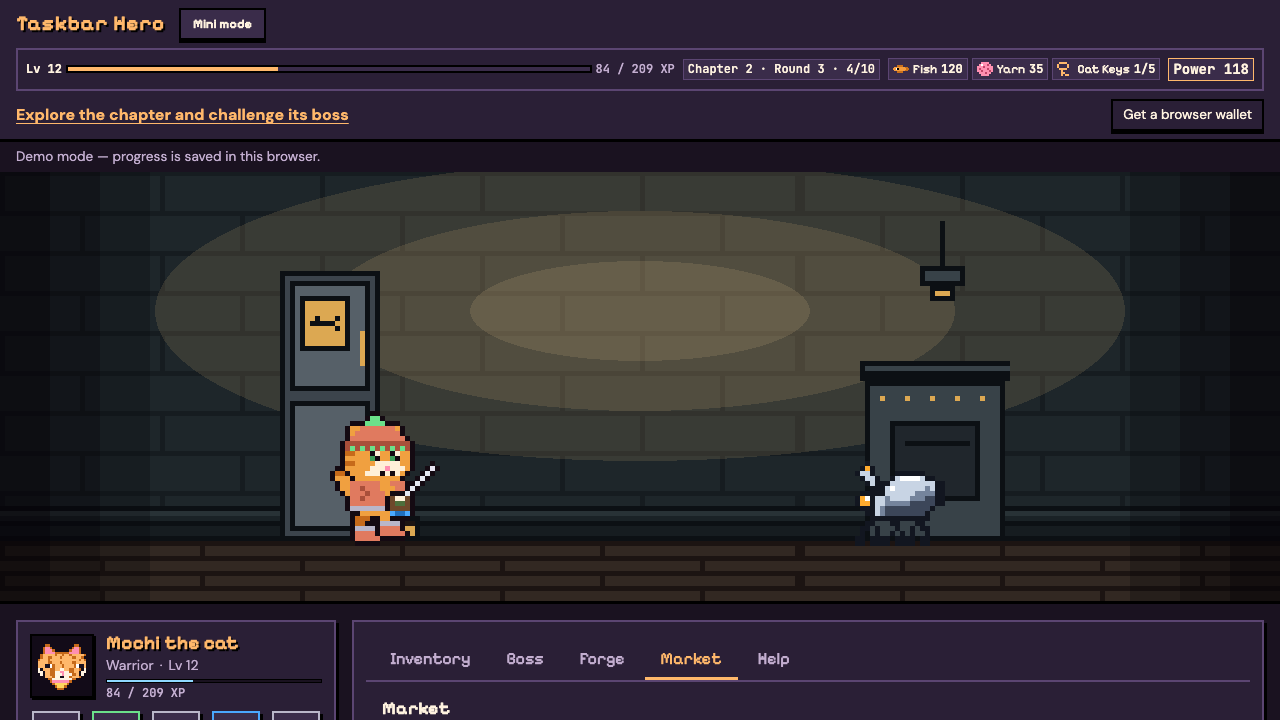 Taskbar Hero
Mini mode
Lv 12
84 / 209 XP
Chapter 2 · Round 3 · 4/10
Fish 120
Yarn 35
Oat Keys 1/5
Power 118
Explore the chapter and challenge its boss
Get a browser wallet
Demo mode — progress is saved in this browser.
Mochi the cat
Warrior · Lv 12
84 / 209 XP
Inventory
Boss
Forge
Market
Help
Market